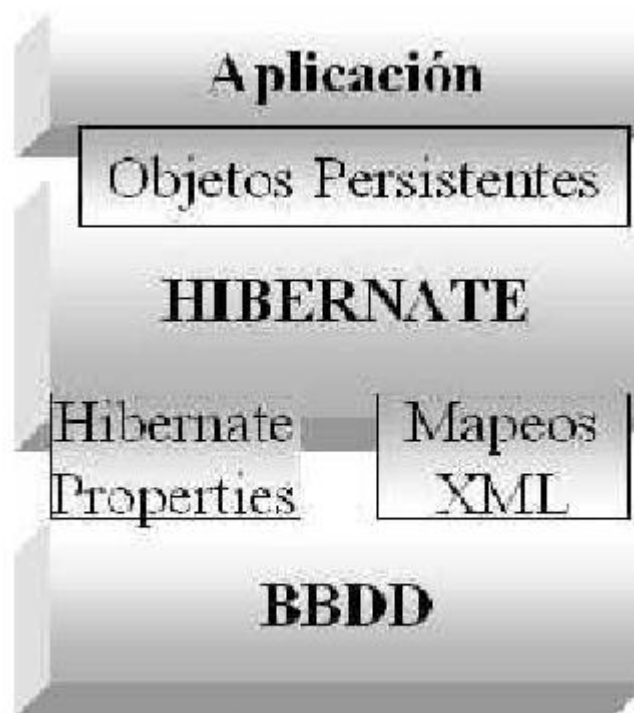 Aplicación
Objetos Persistentes
HIBERNATE
Hibernate
Properties
Mapeos
XML
BBDD